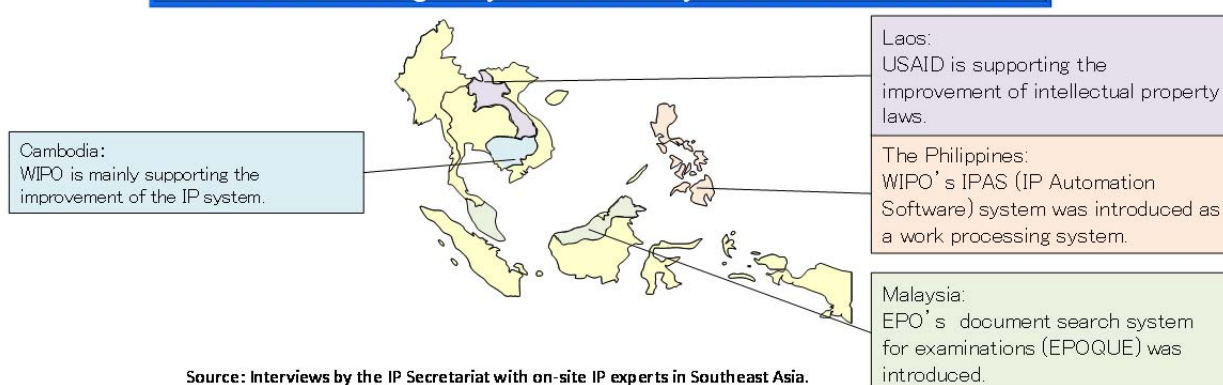 Laos:
USAID is supporting the
improvement of intellectual property
laws.
Cambodia:
WIPO is mainly supporting the
improvement of the IP system.
The Philippines:
WIPO's IPAS (IP Automation
Software) system was introduced as
a work processing system.
Malaysia:
EPO's document search system
for examinations (EPOQUE) was
introduced.
Source: Interviews by the IP Secretariat with on-site IP experts in Southeast Asia.